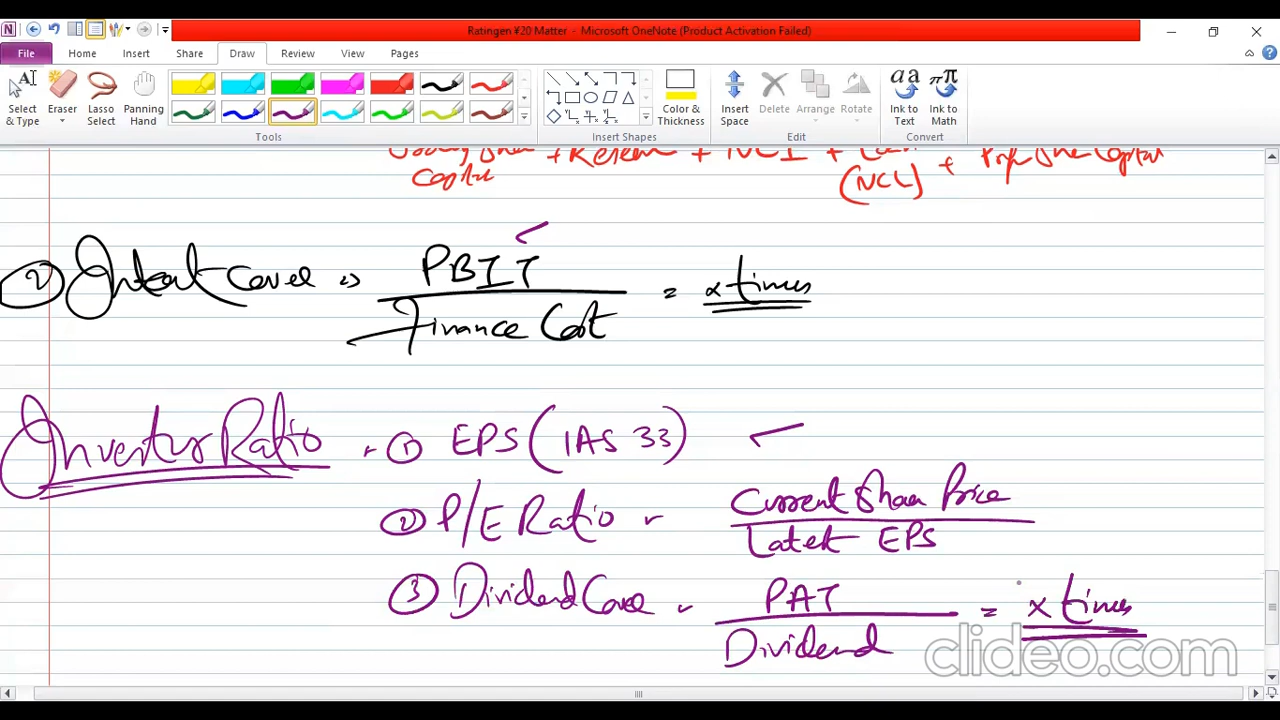 Ratingen ¥20 Matter - Microsoft OneNote (Product Activation Failed)
File Home Insert Share Draw Review View Pages
Select & Type Eraser Lasso Select Panning Hand Color & Thickness Insert Space Delete Arrange Rotate Ink to Text Ink to Math
Tools Insert Shapes Edit Convert
+ NCI +
Capital (NCL) + Capital
Cover PBIT = x times
Finance Cost
Investor Ratio ① EPS (IAS 33)
② P/E Ratio Current Share Price
Latest EPS
③ Dividend Cover PAT = x times
Dividend
clideo.com